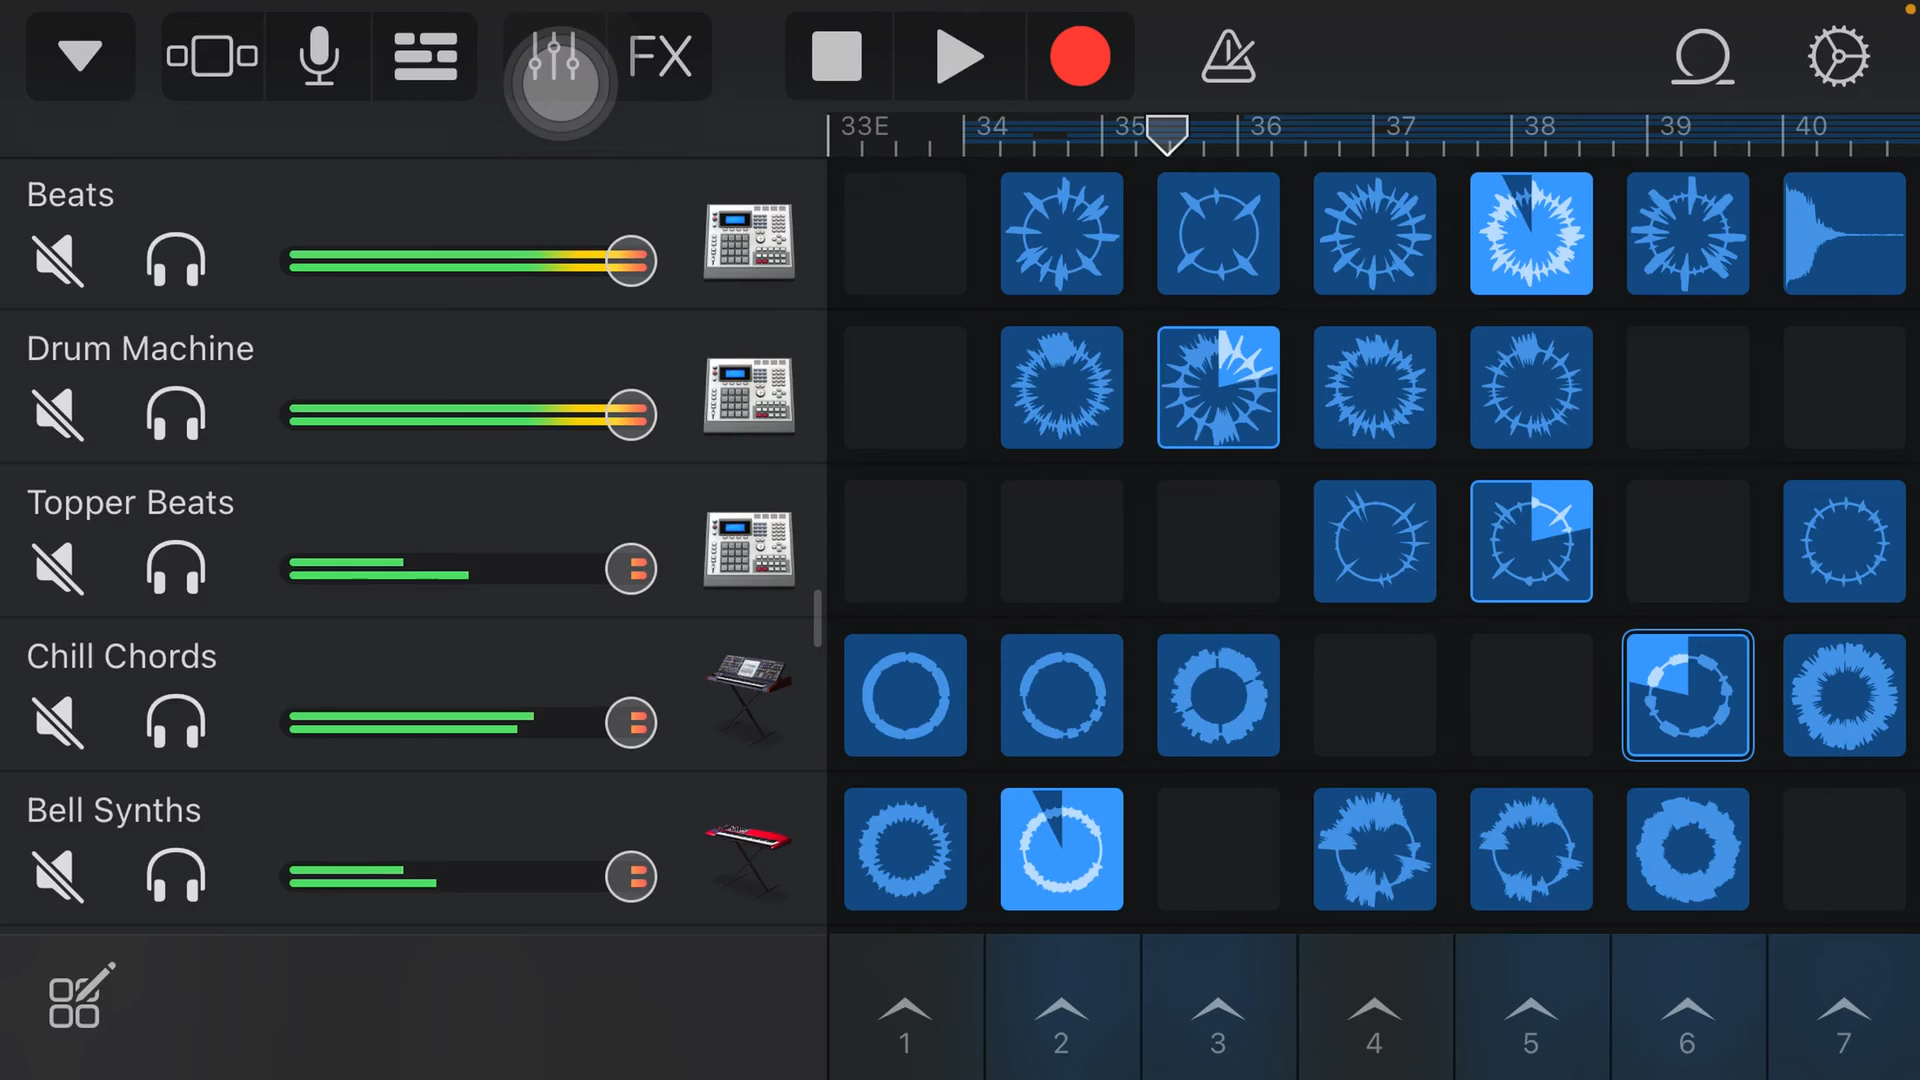 FX
33E 34 35 36 37 38 39 40
Beats
Drum Machine
Topper Beats
Chill Chords
Bell Synths
1 2 3 4 5 6 7